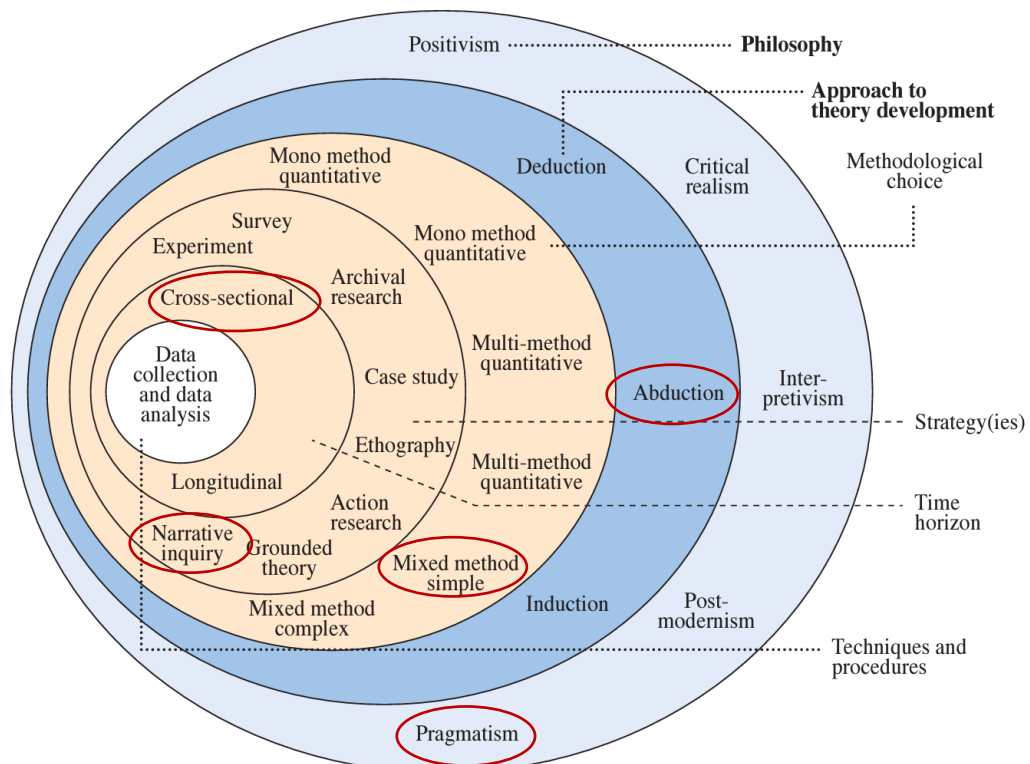 Positivism
Philosophy
Approach to
theory development
Mono method
quantitative
Deduction
Critical
realism
Methodological
choice
Survey
Experiment
Mono method
quantitative
Archival
research
Cross-sectional
Data
collection
and data
analysis
Multi-method
quantitative
Case study
Abduction
Inter-
pretivism
Strategy(ies)
Ethography
Multi-method
quantitative
Longitudinal
Time
horizon
Action
research
Narrative
inquiry
Grounded
theory
Mixed method
simple
Mixed method
complex
Induction
Post-
modernism
Techniques and
procedures
Pragmatism